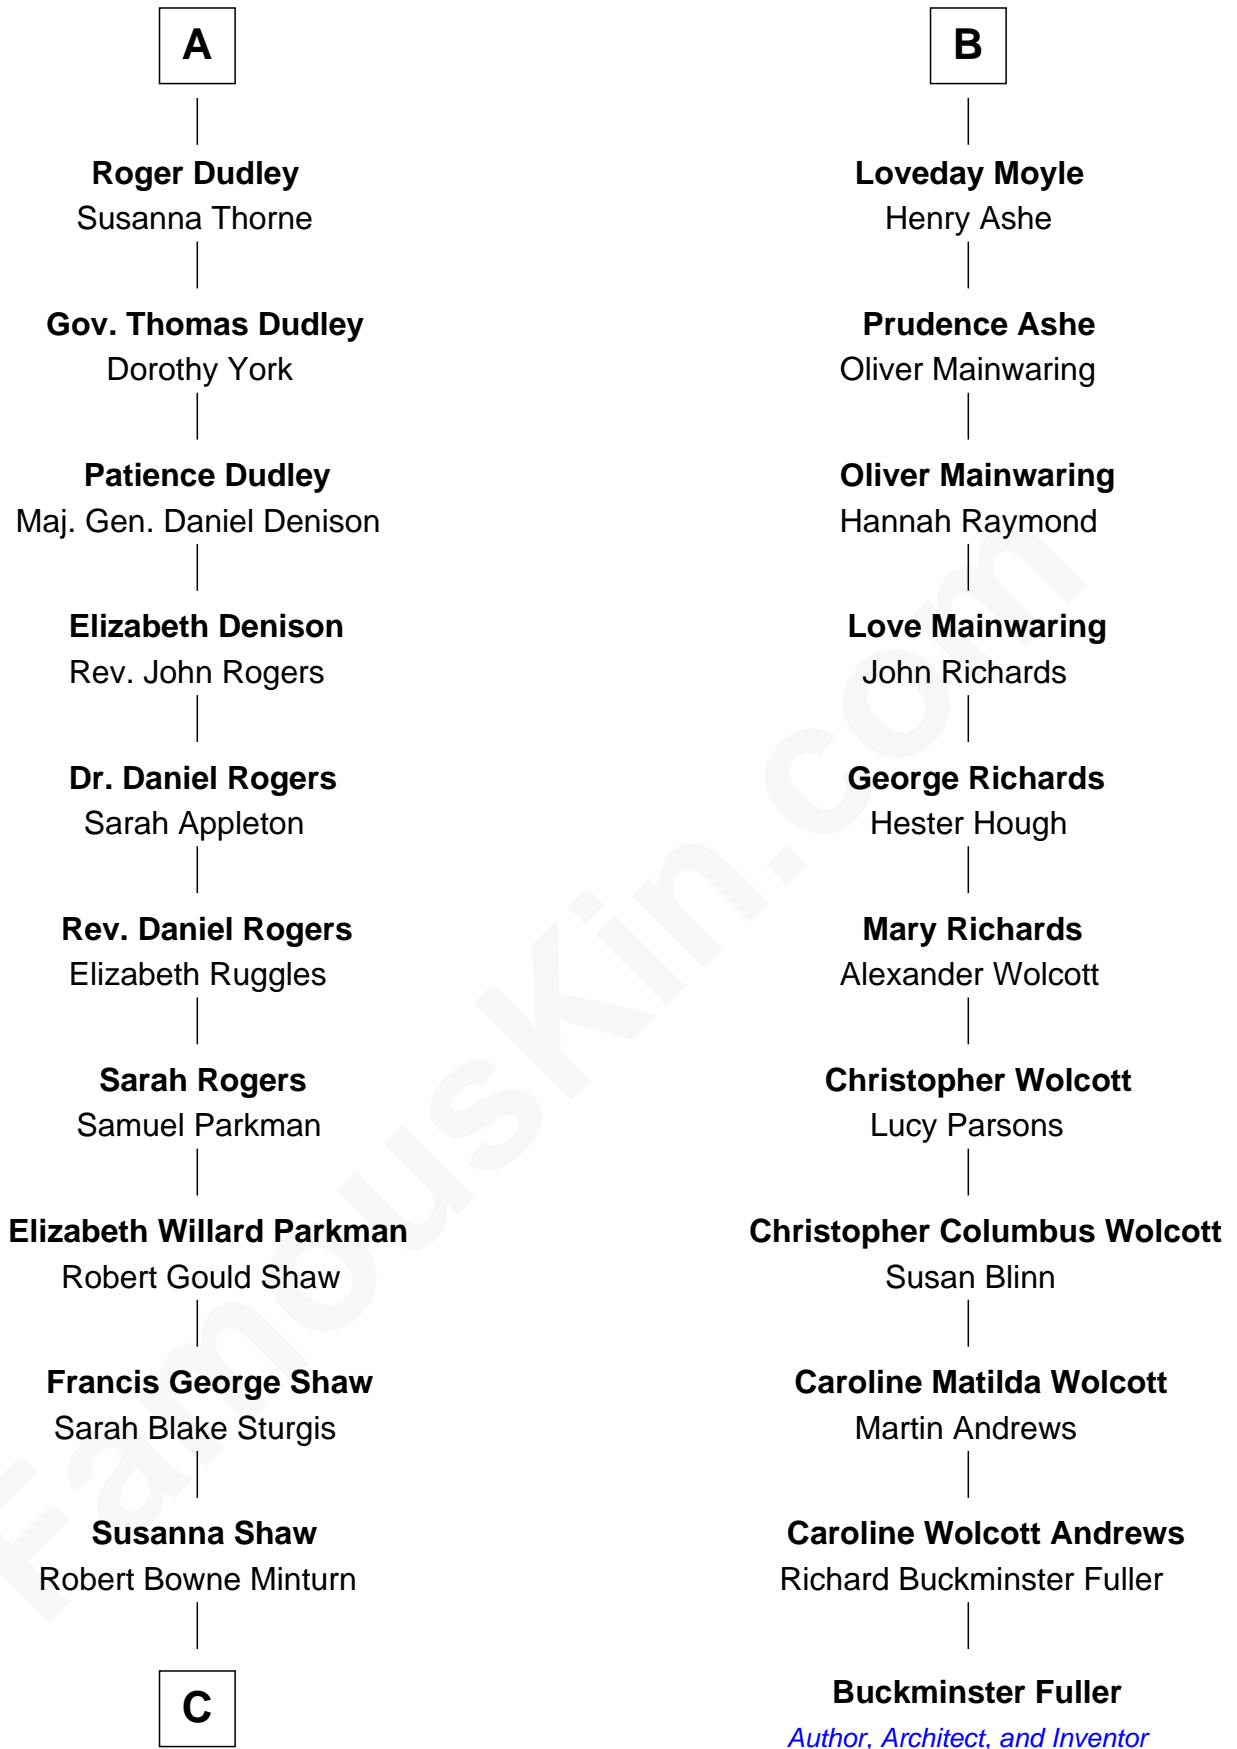 A
Roger Dudley
Susanna Thorne
Gov. Thomas Dudley
Dorothy York
Patience Dudley
Maj. Gen. Daniel Denison
Elizabeth Denison
Rev. John Rogers
Dr. Daniel Rogers
Sarah Appleton
Rev. Daniel Rogers
Elizabeth Ruggles
Sarah Rogers
Samuel Parkman
Elizabeth Willard Parkman
Robert Gould Shaw
Francis George Shaw
Sarah Blake Sturgis
Susanna Shaw
Robert Bowne Minturn
C
B
Loveday Moyle
Henry Ashe
Prudence Ashe
Oliver Mainwaring
Oliver Mainwaring
Hannah Raymond
Love Mainwaring
John Richards
George Richards
Hester Hough
Mary Richards
Alexander Wolcott
Christopher Wolcott
Lucy Parsons
Christopher Columbus Wolcott
Susan Blinn
Caroline Matilda Wolcott
Martin Andrews
Caroline Wolcott Andrews
Richard Buckminster Fuller
Buckminster Fuller
Author, Architect, and Inventor
FamousKin.com